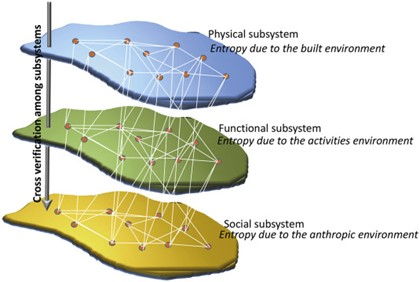 Cross verification among subsystems
Physical subsystem
Entropy due to the built environment
Functional subsystem
Entropy due to the activities environment
Social subsystem
Entropy due to the anthropic environment